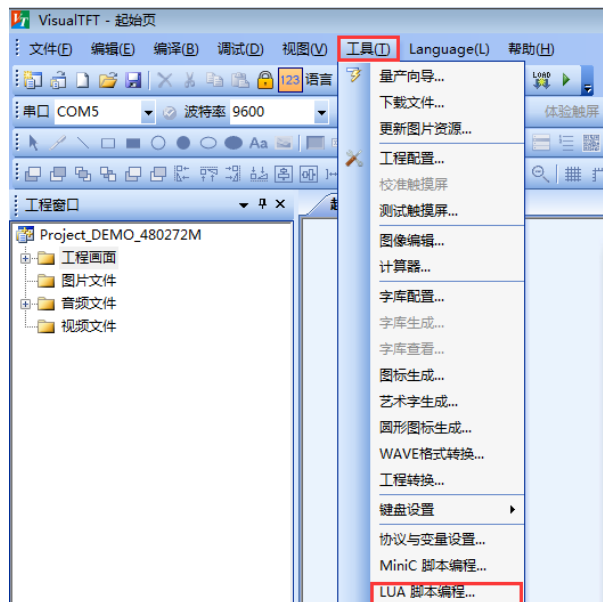 VisualTFT - 起始页
文件(F) 编辑(E) 编译(B) 调试(D) 视图(V) 工具(T) Language(L) 帮助(H)
123 语言 LOAD
串口 COM5 波特率 9600 体验触屏
Aa
工程窗口
Project_DEMO_480272M
工程画面
图片文件
音频文件
视频文件
量产向导...
下载文件...
更新图片资源...
工程配置...
校准触摸屏
测试触摸屏...
图像编辑...
计算器...
字库配置...
字库生成...
字库查看...
图标生成...
艺术字生成...
圆形图标生成...
WAVE格式转换...
工程转换...
键盘设置
协议与变量设置...
MiniC 脚本编程...
LUA 脚本编程...